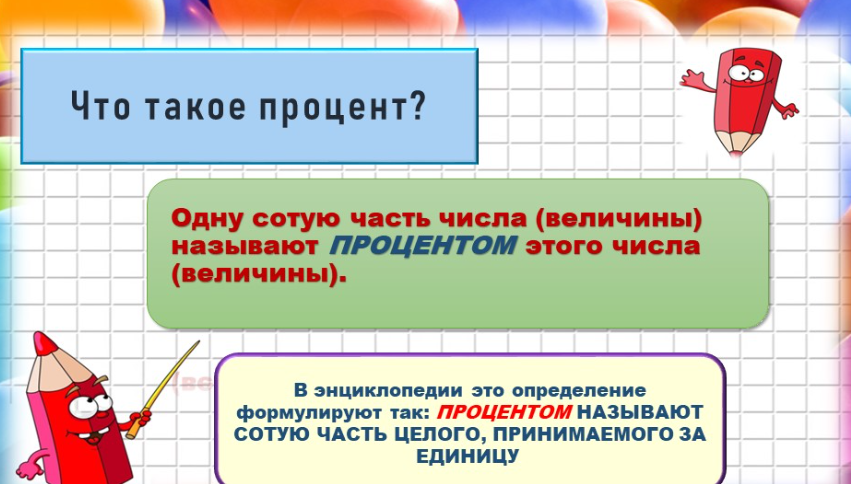 Что такое процент?
Одну сотую часть числа (величины)
называют ПРОЦЕНТОМ этого числа
(величины).
В энциклопедии это определение
формулируют так: ПРОЦЕНТОМ НАЗЫВАЮТ
СОТУЮ ЧАСТЬ ЦЕЛОГО, ПРИНИМАЕМОГО ЗА
ЕДИНИЦУ